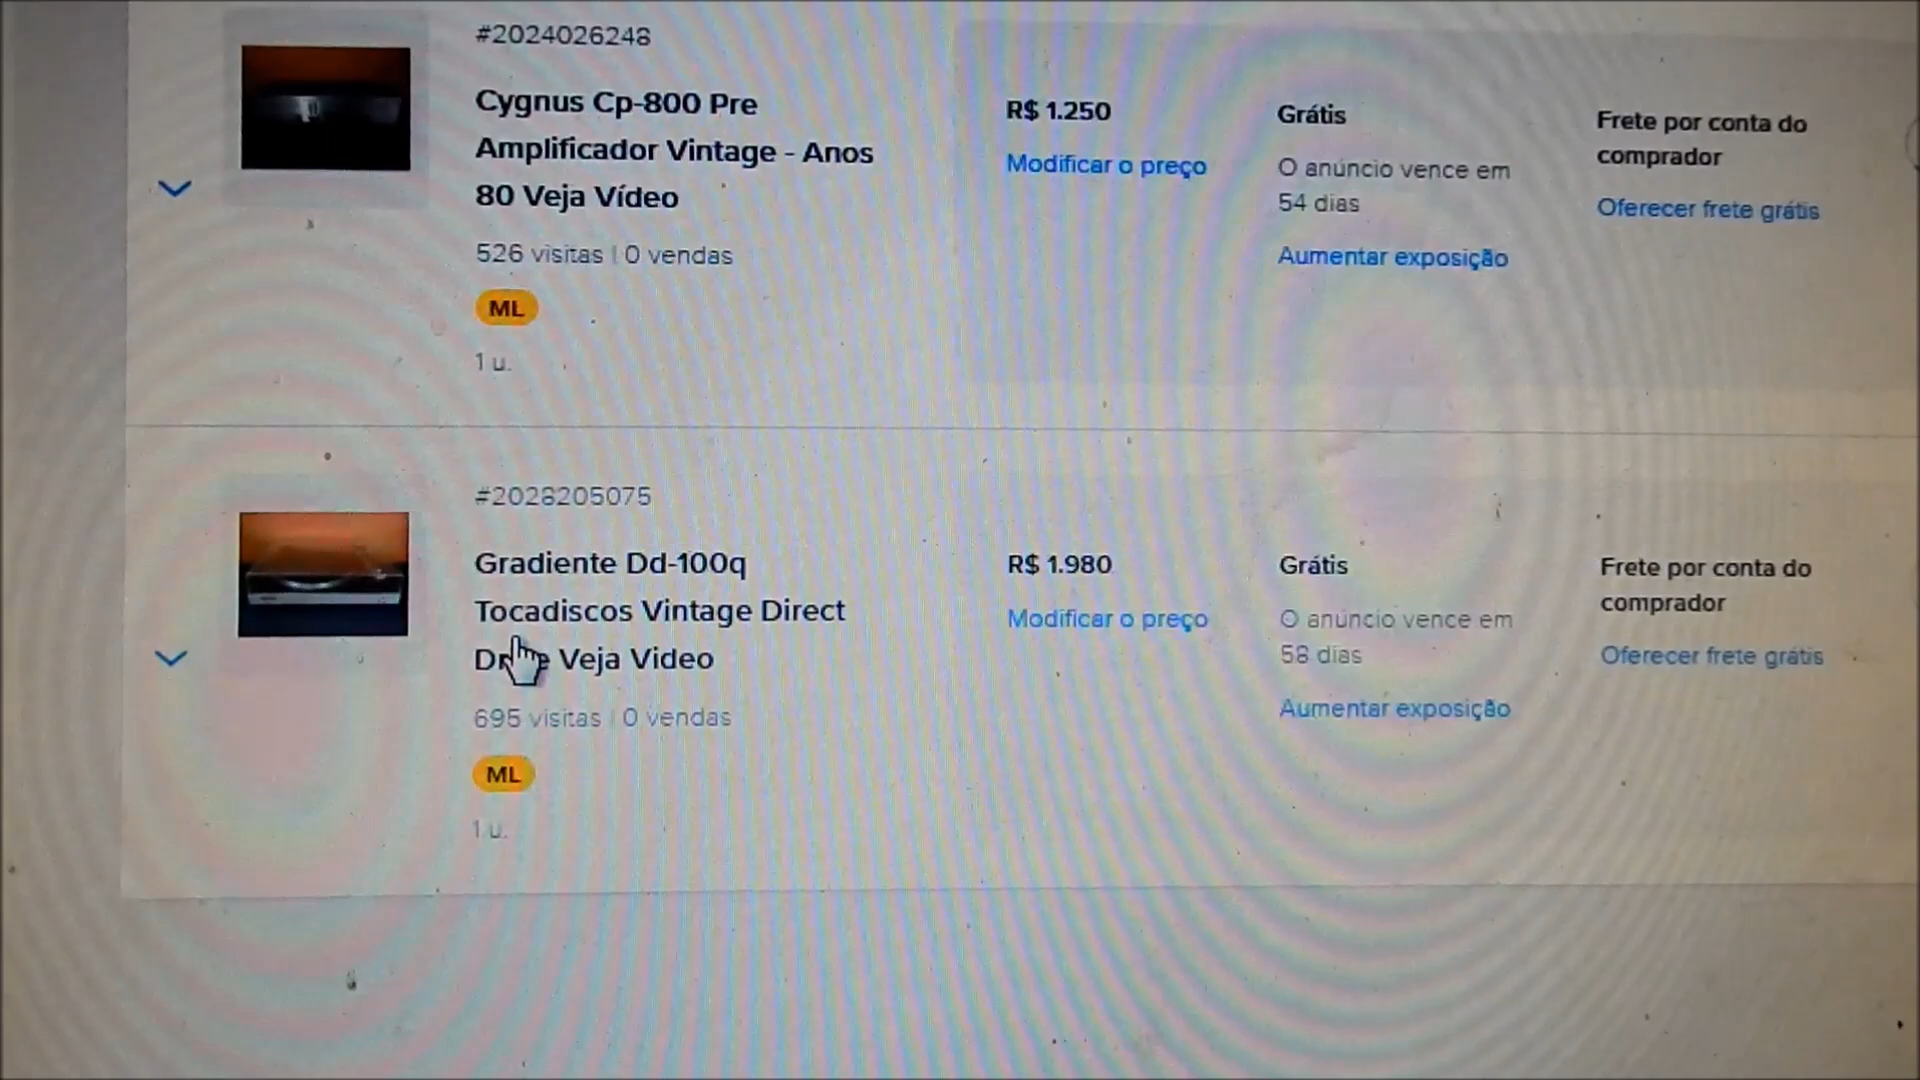 #2024026248
Cygnus Cp-800 Pre
Amplificador Vintage - Anos
80 Veja Vídeo
526 visitas | 0 vendas
ML
1 u.
R$ 1.250
Modificar o preço
Grátis
O anúncio vence em
54 dias
Aumentar exposição
Frete por conta do
comprador
Oferecer frete grátis
#2028205075
Gradiente Dd-100q
Tocadiscos Vintage Direct
Veja Video
695 visitas | 0 vendas
ML
1 u.
R$ 1.980
Modificar o preço
Grátis
O anúncio vence em
58 dias
Aumentar exposição
Frete por conta do
comprador
Oferecer frete grátis